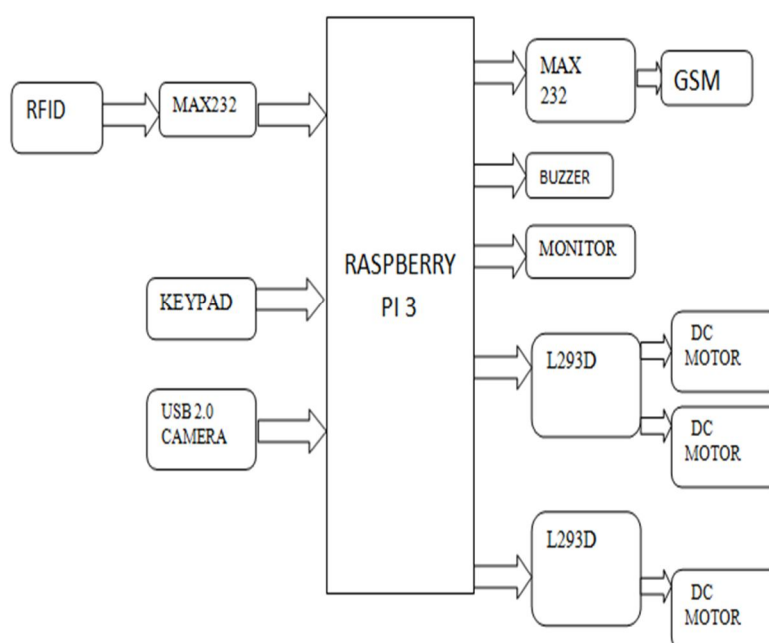 RFID
MAX232
KEYPAD
USB 2.0
CAMERA
RASPBERRY
PI 3
MAX
232
GSM
BUZZER
MONITOR
L293D
DC
MOTOR
DC
MOTOR
L293D
DC
MOTOR